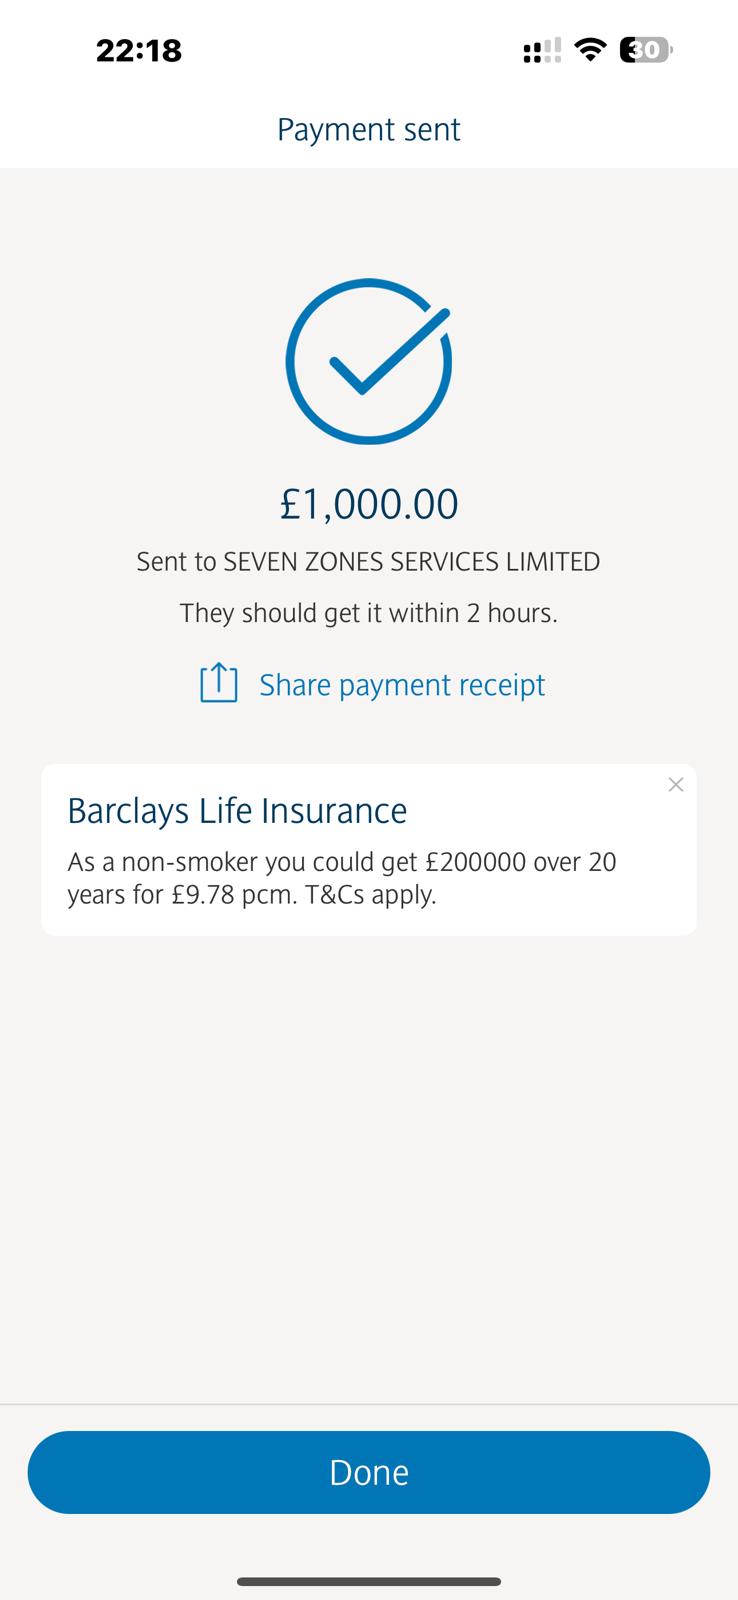 22:18
30
Payment sent
£1,000.00
Sent to SEVEN ZONES SERVICES LIMITED
They should get it within 2 hours.
Share payment receipt
Barclays Life Insurance
As a non-smoker you could get £200000 over 20
years for £9.78 pcm. T&Cs apply.
Done